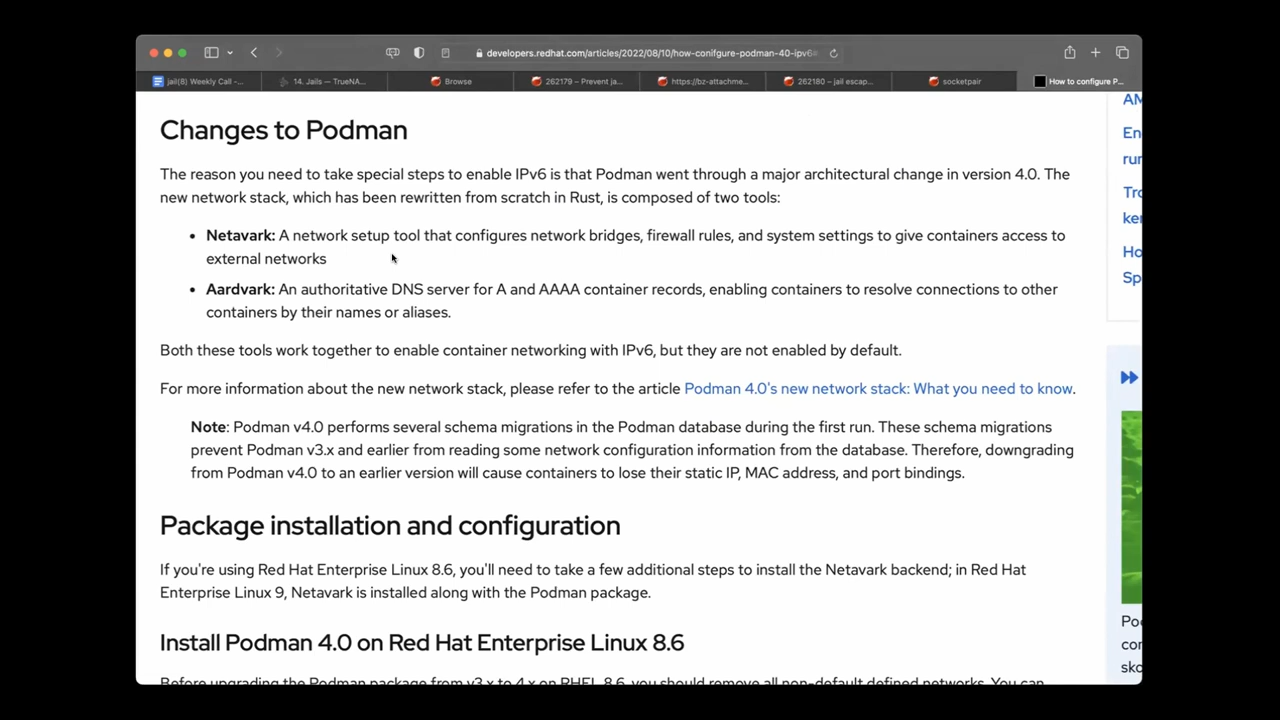 developers.redhat.com/articles/2022/08/10/how-conifgure-podman-40-ipv6#
jail(8) Weekly Call -...
14. Jails — TrueNA...
Browse
262179 – Prevent ja...
https://bz-attachme...
262180 – jail escap...
socketpair
How to configure P...
Changes to Podman
The reason you need to take special steps to enable IPv6 is that Podman went through a major architectural change in version 4.0. The
new network stack, which has been rewritten from scratch in Rust, is composed of two tools:
• Netavark: A network setup tool that configures network bridges, firewall rules, and system settings to give containers access to
external networks
• Aardvark: An authoritative DNS server for A and AAAA container records, enabling containers to resolve connections to other
containers by their names or aliases.
Both these tools work together to enable container networking with IPv6, but they are not enabled by default.
For more information about the new network stack, please refer to the article Podman 4.0's new network stack: What you need to know.
Note: Podman v4.0 performs several schema migrations in the Podman database during the first run. These schema migrations
prevent Podman v3.x and earlier from reading some network configuration information from the database. Therefore, downgrading
from Podman v4.0 to an earlier version will cause containers to lose their static IP, MAC address, and port bindings.
Package installation and configuration
If you're using Red Hat Enterprise Linux 8.6, you'll need to take a few additional steps to install the Netavark backend; in Red Hat
Enterprise Linux 9, Netavark is installed along with the Podman package.
Install Podman 4.0 on Red Hat Enterprise Linux 8.6
Before upgrading the Podman package from v3.x to 4.x on RHEL 8.6, you should remove all non-default defined networks. You can
AM
En
run
Tro
ker
Ho
Sp
Poo
con
sko